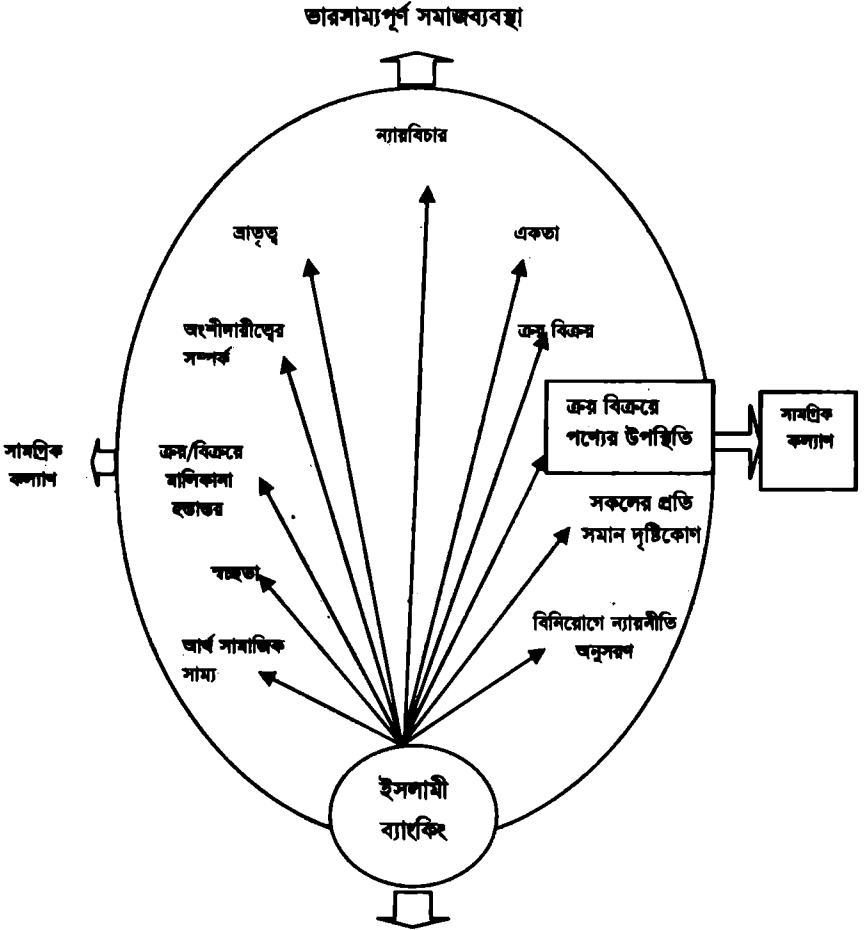 ভারসাম্যপূর্ণ সমাজব্যবস্থা
ন্যায়বিচার
ভ্রাতৃত্ব
একতা
অংশীদারীত্বের
সম্পর্ক
ক্রয় বিক্রয়
ক্রয় বিক্রয়ে
পণ্যের উপস্থিতি
সামগ্রিক
কল্যাণ
সামগ্রিক
কল্যাণ
ক্রয়/বিক্রয়ে
মালিকানা
হস্তান্তর
সকলের প্রতি
সমান দৃষ্টিকোণ
স্বচ্ছতা
বিনিয়োগে ন্যায়নীতি
অনুসরণ
আর্থ সামাজিক
সাম্য
ইসলামী
ব্যাংকিং